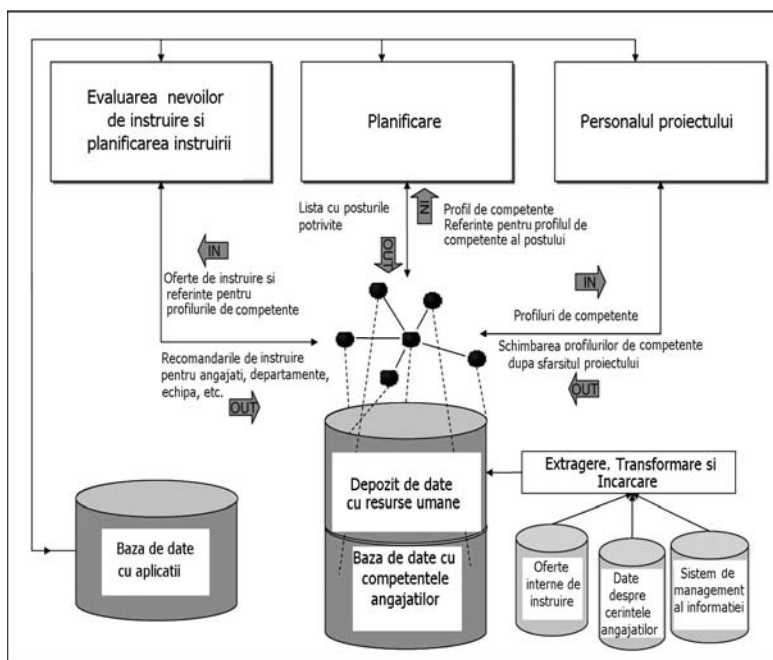 Evaluarea nevoilor
de instruire si
planificarea instruirii
Planificare
Personalul proiectului
Lista cu posturile
potrivite
IN
Profil de competente
Referinte pentru profilul de
competente al postului
OUT
IN
Oferte de instruire si
referinte pentru
profilurile de competente
IN
Profiluri de competente
Recomandarile de instruire
pentru angajati, departamente,
echipa, etc.
OUT
Schimbarea profilurilor de competente
dupa sfarsitul proiectului
OUT
Depozit de date
cu resurse umane
Extragere, Transformare si
Incarcare
Baza de date
cu aplicatii
Baza de date cu
competentele
angajatilor
Oferte
interne de
instruire
Date
despre
cerintele
angajatilor
Sistem de
management
al informatiei